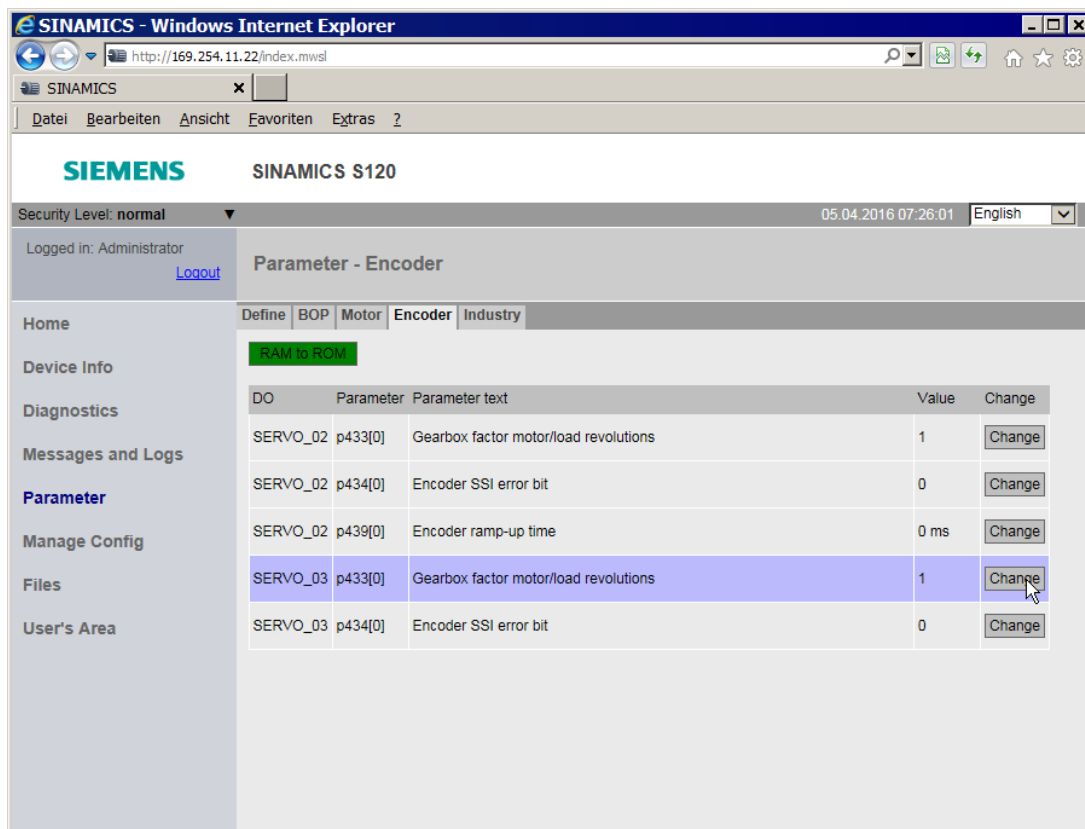 SINAMICS - Windows Internet Explorer
http://169.254.11.22/index.mwsl
SINAMICS
Datei Bearbeiten Ansicht Favoriten Extras ?
SIEMENS SINAMICS S120
Security Level: normal 05.04.2016 07:26:01 English
Logged in: Administrator
Logout
Parameter - Encoder
Home
Device Info
Diagnostics
Messages and Logs
Parameter
Manage Config
Files
User's Area
Define BOP Motor Encoder Industry
RAM to ROM
DO Parameter Parameter text Value Change
SERVO_02 p433[0] Gearbox factor motor/load revolutions 1 Change
SERVO_02 p434[0] Encoder SSI error bit 0 Change
SERVO_02 p439[0] Encoder ramp-up time 0 ms Change
SERVO_03 p433[0] Gearbox factor motor/load revolutions 1 Change
SERVO_03 p434[0] Encoder SSI error bit 0 Change